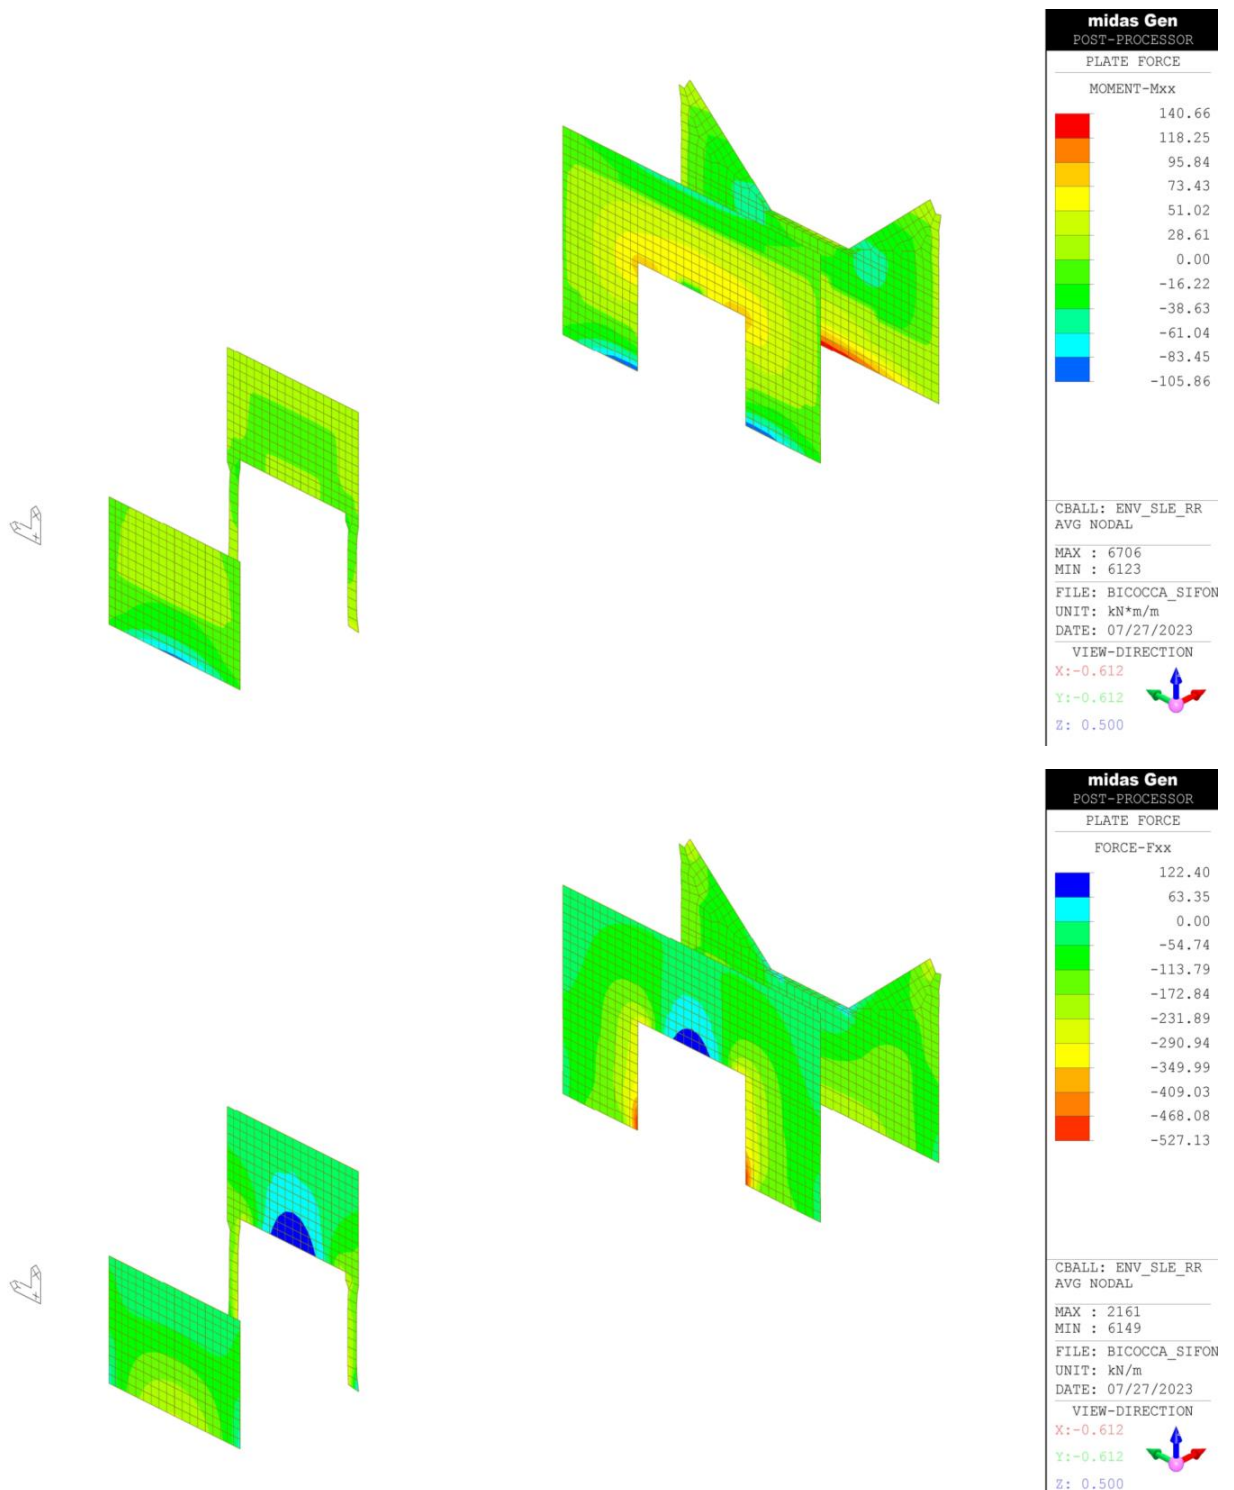 midas Gen
POST-PROCESSOR
PLATE FORCE
MOMENT-Mxx
140.66
118.25
95.84
73.43
51.02
28.61
0.00
-16.22
-38.63
-61.04
-83.45
-105.86
CBALL: ENV_SLE_RR
AVG NODAL
MAX : 6706
MIN : 6123
FILE: BICOCCA_SIFON
UNIT: kN*m/m
DATE: 07/27/2023
VIEW-DIRECTION
X:-0.612
Y:-0.612
Z: 0.500
midas Gen
POST-PROCESSOR
PLATE FORCE
FORCE-Fxx
122.40
63.35
0.00
-54.74
-113.79
-172.84
-231.89
-290.94
-349.99
-409.03
-468.08
-527.13
CBALL: ENV_SLE_RR
AVG NODAL
MAX : 2161
MIN : 6149
FILE: BICOCCA_SIFON
UNIT: kN/m
DATE: 07/27/2023
VIEW-DIRECTION
X:-0.612
Y:-0.612
Z: 0.500